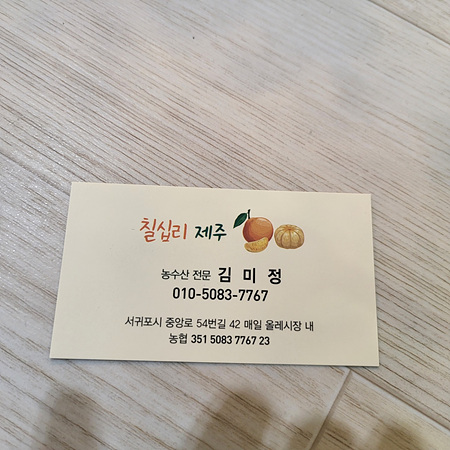 칠십리 제주
농수산 전문 김 미 정
010-5083-7767
서귀포시 중앙로 54번길 42 매일 올레시장 내
농협 351 5083 7767 23